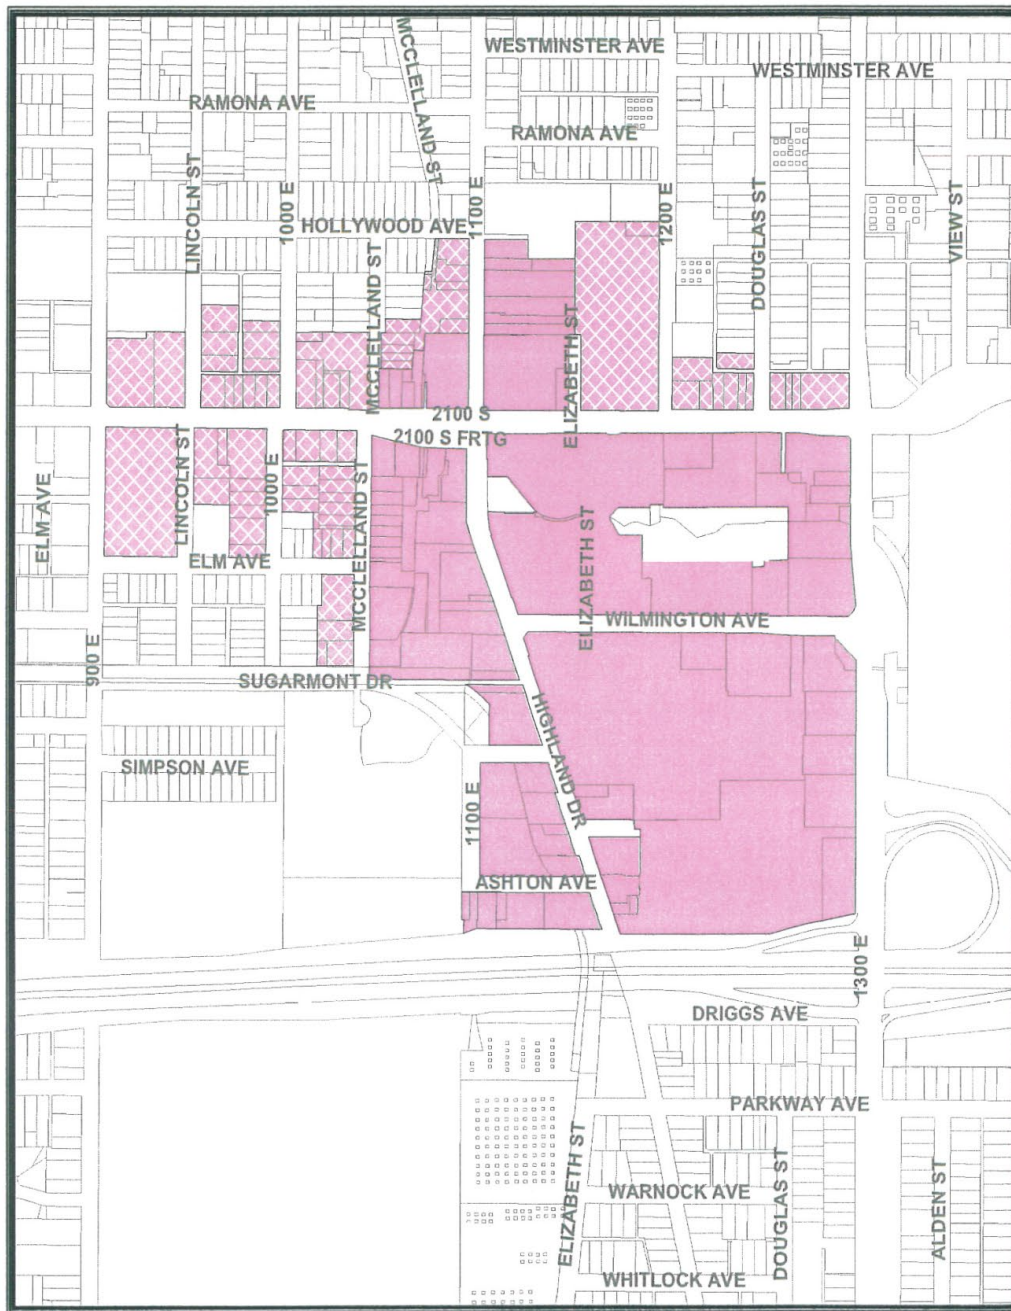 MCCLELLAND ST
WESTMINSTER AVE
WESTMINSTER AVE
RAMONA AVE
RAMONA AVE
LINCOLN ST
1000 E
1100 E
1200 E
DOUGLAS ST
VIEW ST
HOLLYWOOD AVE
MCCLELLAND ST
ELIZABETH ST
2100 S
2100 S FRTG
ELM AVE
LINCOLN ST
1000 E
MCCLELLAND ST
ELM AVE
ELIZABETH ST
WILMINGTON AVE
900 E
SUGARMONT DR
HIGHLAND DR
SIMPSON AVE
1100 E
ASHTON AVE
1300 E
DRIGGS AVE
PARKWAY AVE
ELIZABETH ST
WARNOCK AVE
DOUGLAS ST
ALDEN ST
WHITLOCK AVE